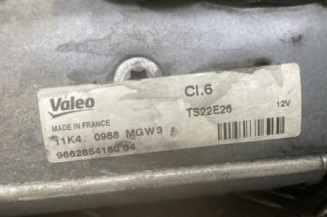 Valeo
Cl.6
MADE IN FRANCE
TS22E26
12V
11K4 0988 MGW3
9662854180.04